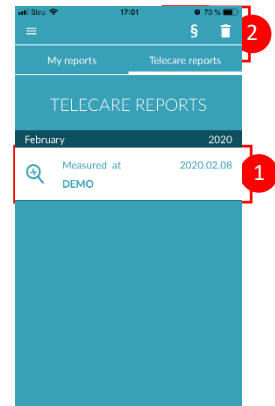 17:01 70 %
§ 2
My reports Telecare reports
TELECARE REPORTS
February 2020
Measured at 2020.02.08
DEMO
1